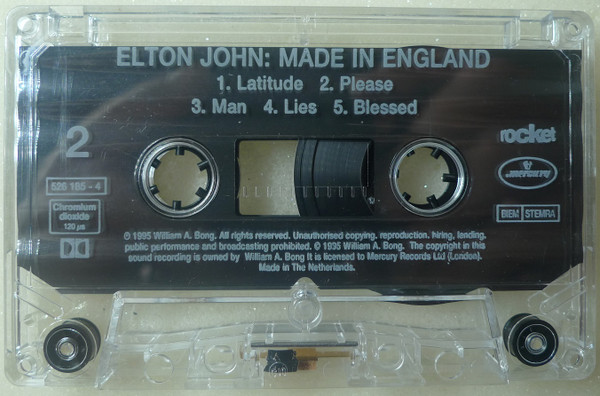 ELTON JOHN: MADE IN ENGLAND
1. Latitude 2. Please
3. Man 4. Lies 5. Blessed
2
rocket
526 185 - 4
mercury
Chromium
dioxide
120 µs
BIEM STEMRA
℗ 1995 William A. Bong. All rights reserved. Unauthorised copying, reproduction, hiring, lending,
public performance and broadcasting prohibited. © 1995 William A. Bong. The copyright in this
sound recording is owned by William A. Bong It is licensed to Mercury Records Ltd (London).
Made in The Netherlands.